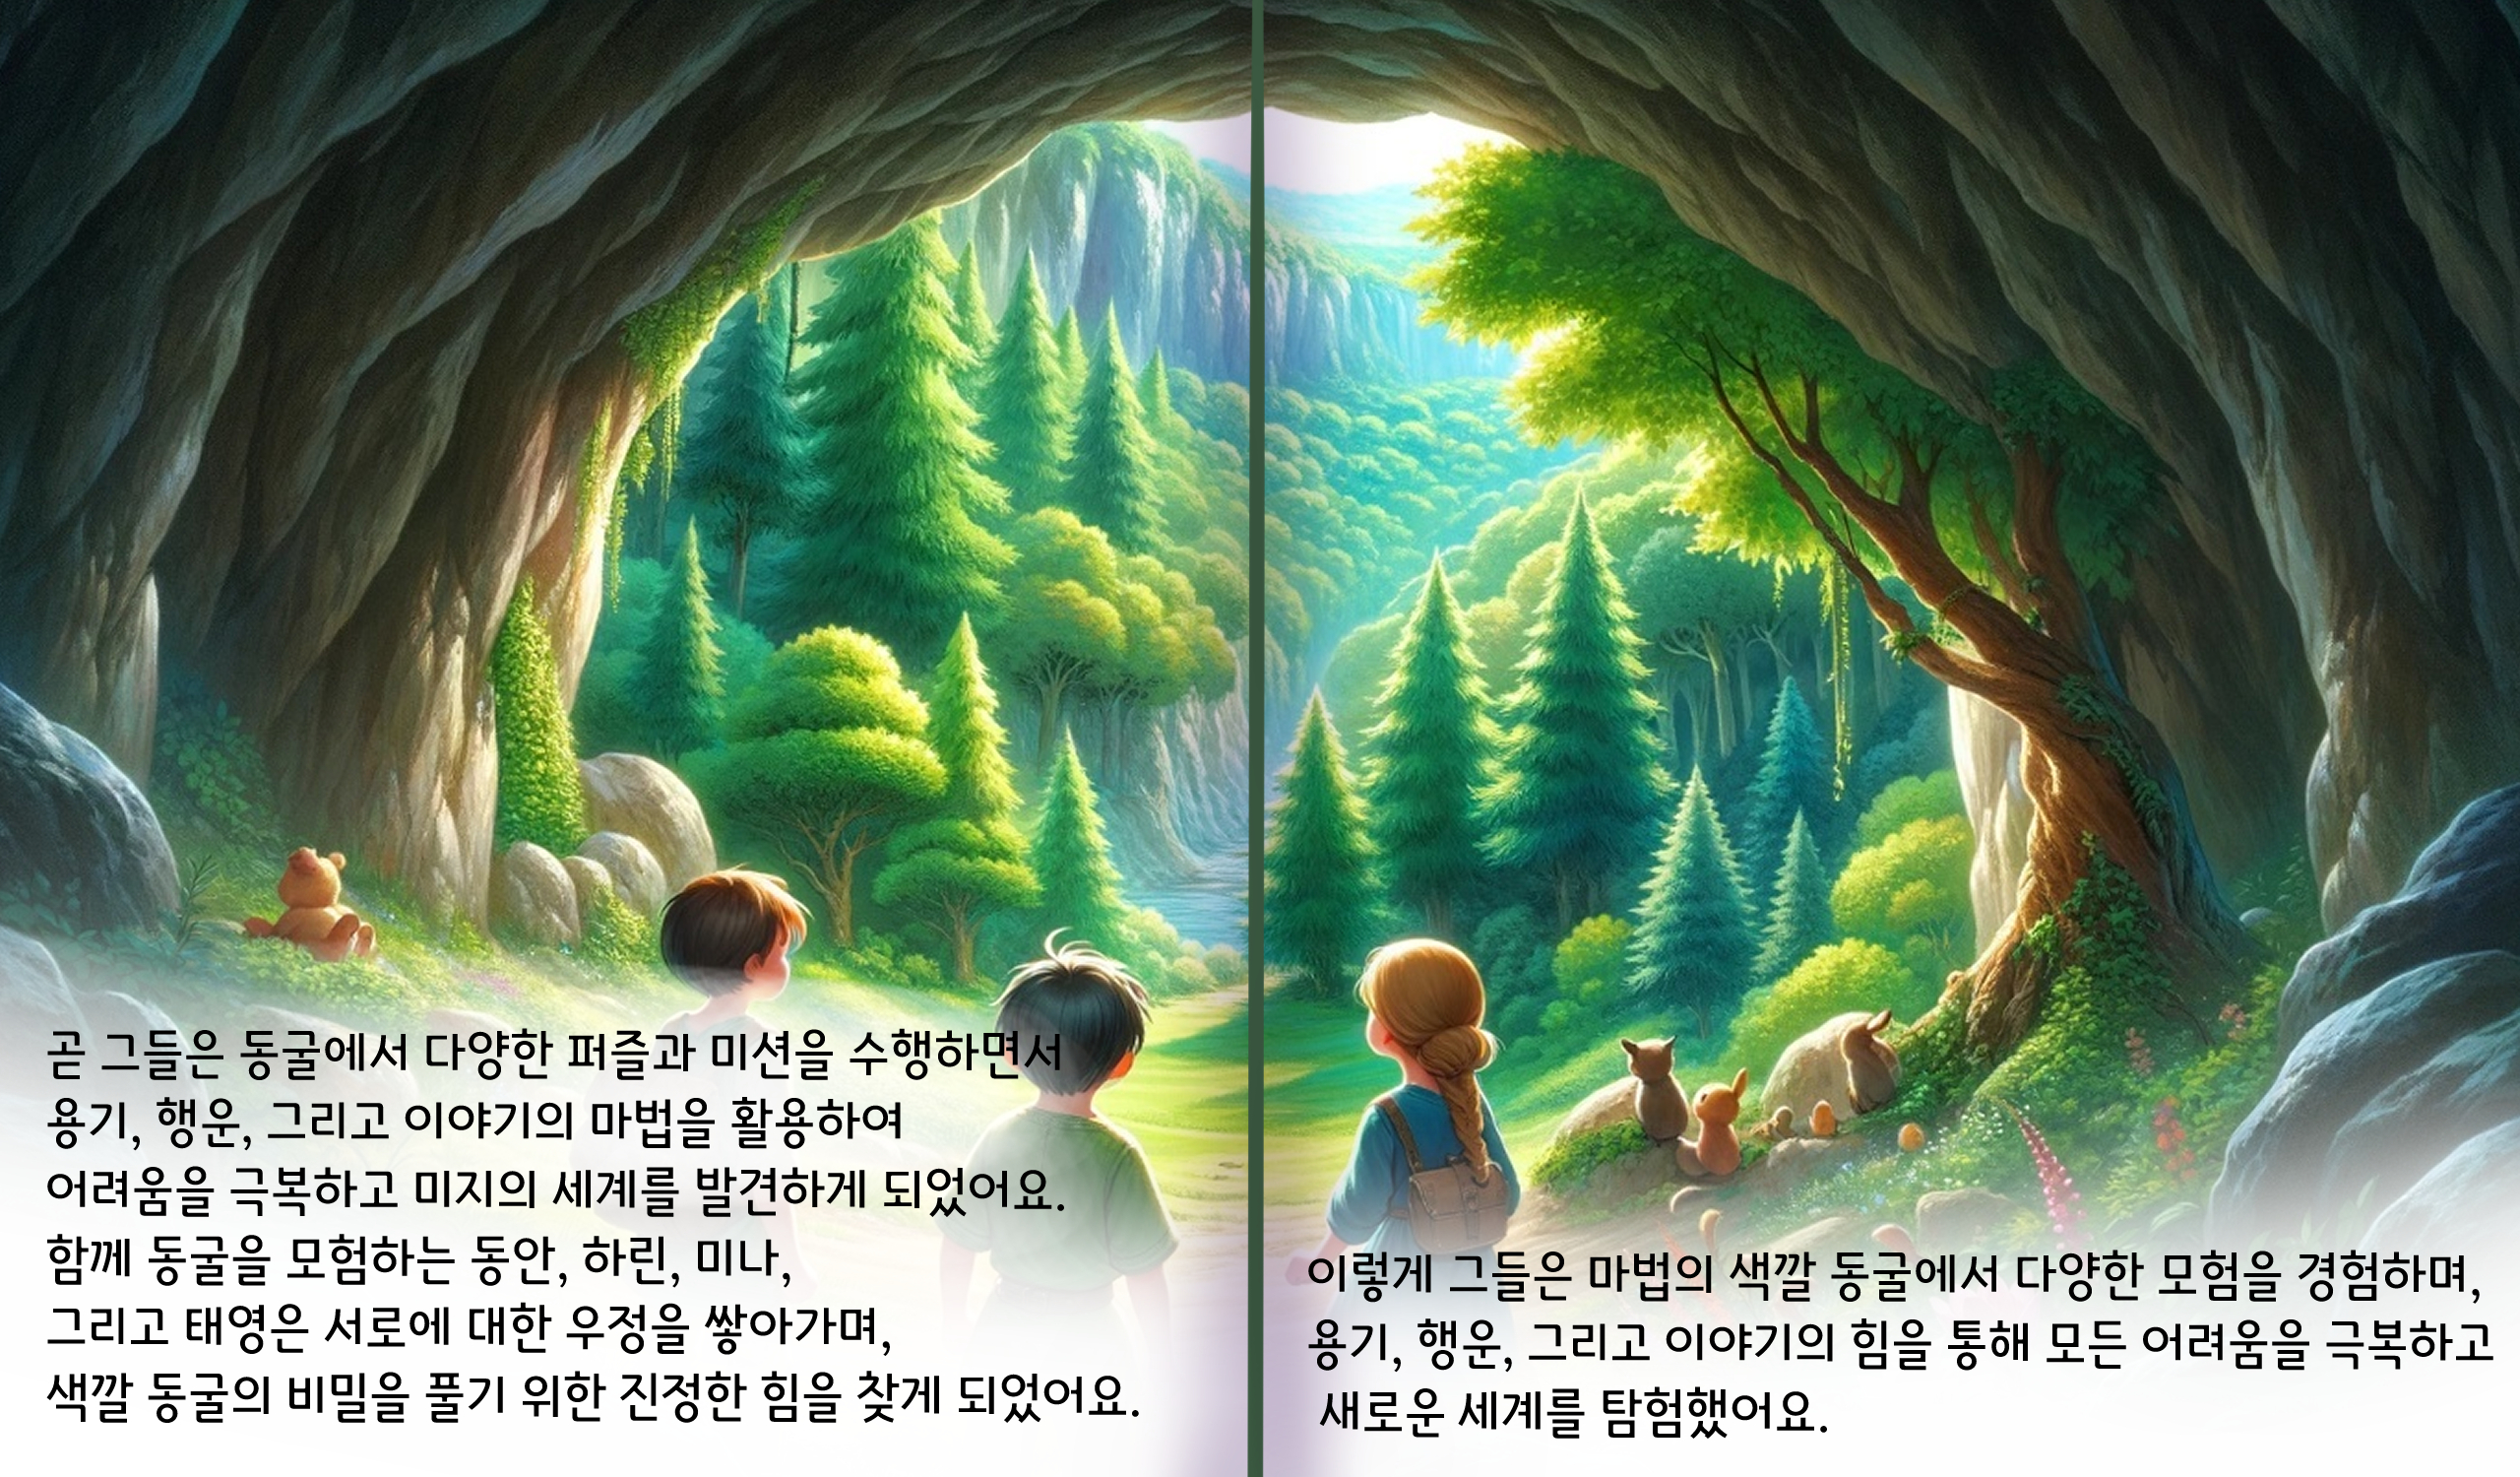 곧 그들은 동굴에서 다양한 퍼즐과 미션을 수행하면서
용기, 행운, 그리고 이야기의 마법을 활용하여
어려움을 극복하고 미지의 세계를 발견하게 되었어요.
함께 동굴을 모험하는 동안, 하린, 미나,
그리고 태영은 서로에 대한 우정을 쌓아가며,
색깔 동굴의 비밀을 풀기 위한 진정한 힘을 찾게 되었어요.
이렇게 그들은 마법의 색깔 동굴에서 다양한 모험을 경험하며,
용기, 행운, 그리고 이야기의 힘을 통해 모든 어려움을 극복하고
새로운 세계를 탐험했어요.